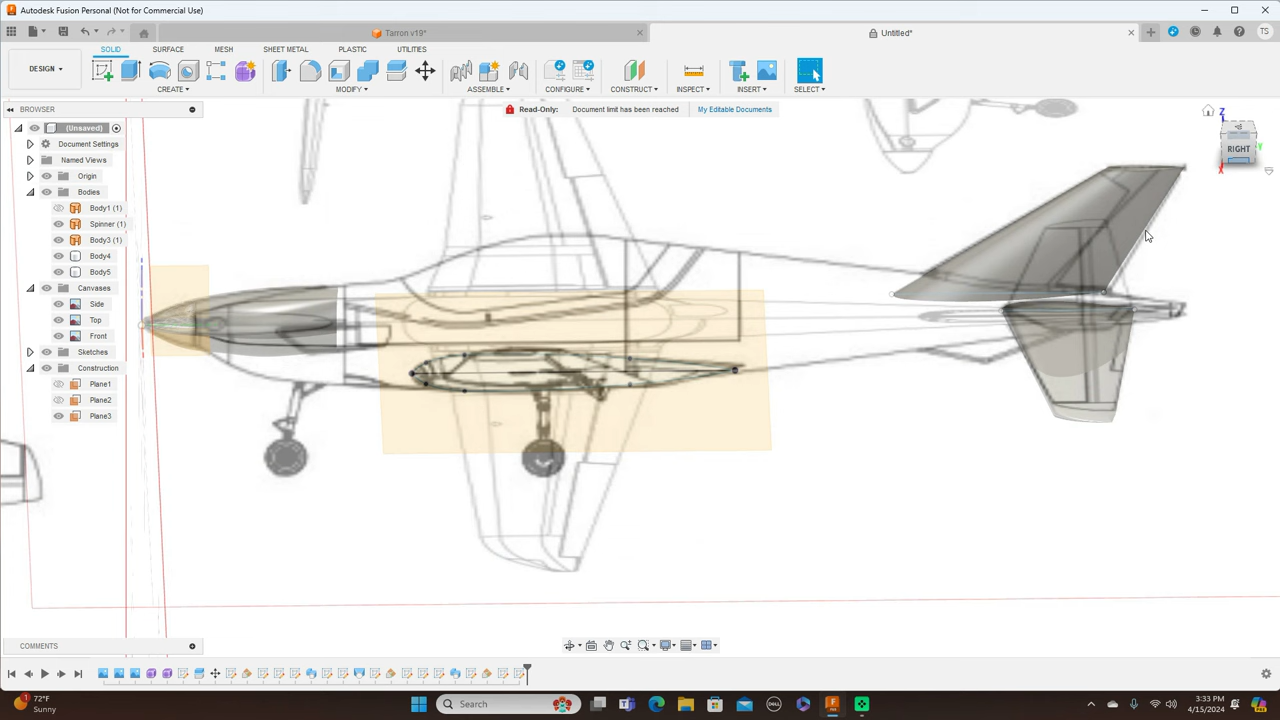 Autodesk Fusion Personal (Not for Commercial Use)
Tarron v19*
Untitled*
TS
DESIGN
SOLID SURFACE MESH SHEET METAL PLASTIC UTILITIES
CREATE MODIFY ASSEMBLE CONFIGURE CONSTRUCT INSPECT INSERT SELECT
BROWSER
Read-Only: Document limit has been reached My Editable Documents
(Unsaved)
Document Settings
Named Views
Origin
Bodies
Body1 (1)
Spinner (1)
Body3 (1)
Body4
Body5
Canvases
Side
Top
Front
Sketches
Construction
Plane1
Plane2
Plane3
Z
RIGHT
Y
X
COMMENTS
1
72°F
Sunny
Search
DELL
3:33 PM
4/15/2024